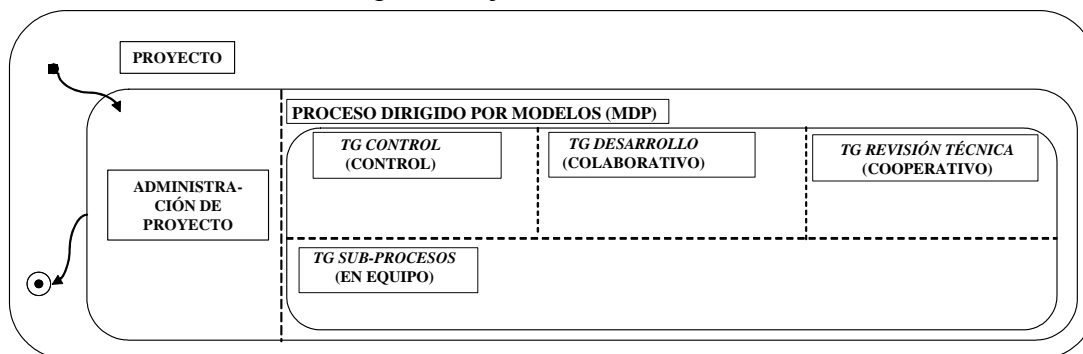 PROYECTO
PROCESO DIRIGIDO POR MODELOS (MDP)
TG CONTROL
(CONTROL)
TG DESARROLLO
(COLABORATIVO)
TG REVISIÓN TÉCNICA
(COOPERATIVO)
ADMINISTRA-
CIÓN DE
PROYECTO
TG SUB-PROCESOS
(EN EQUIPO)